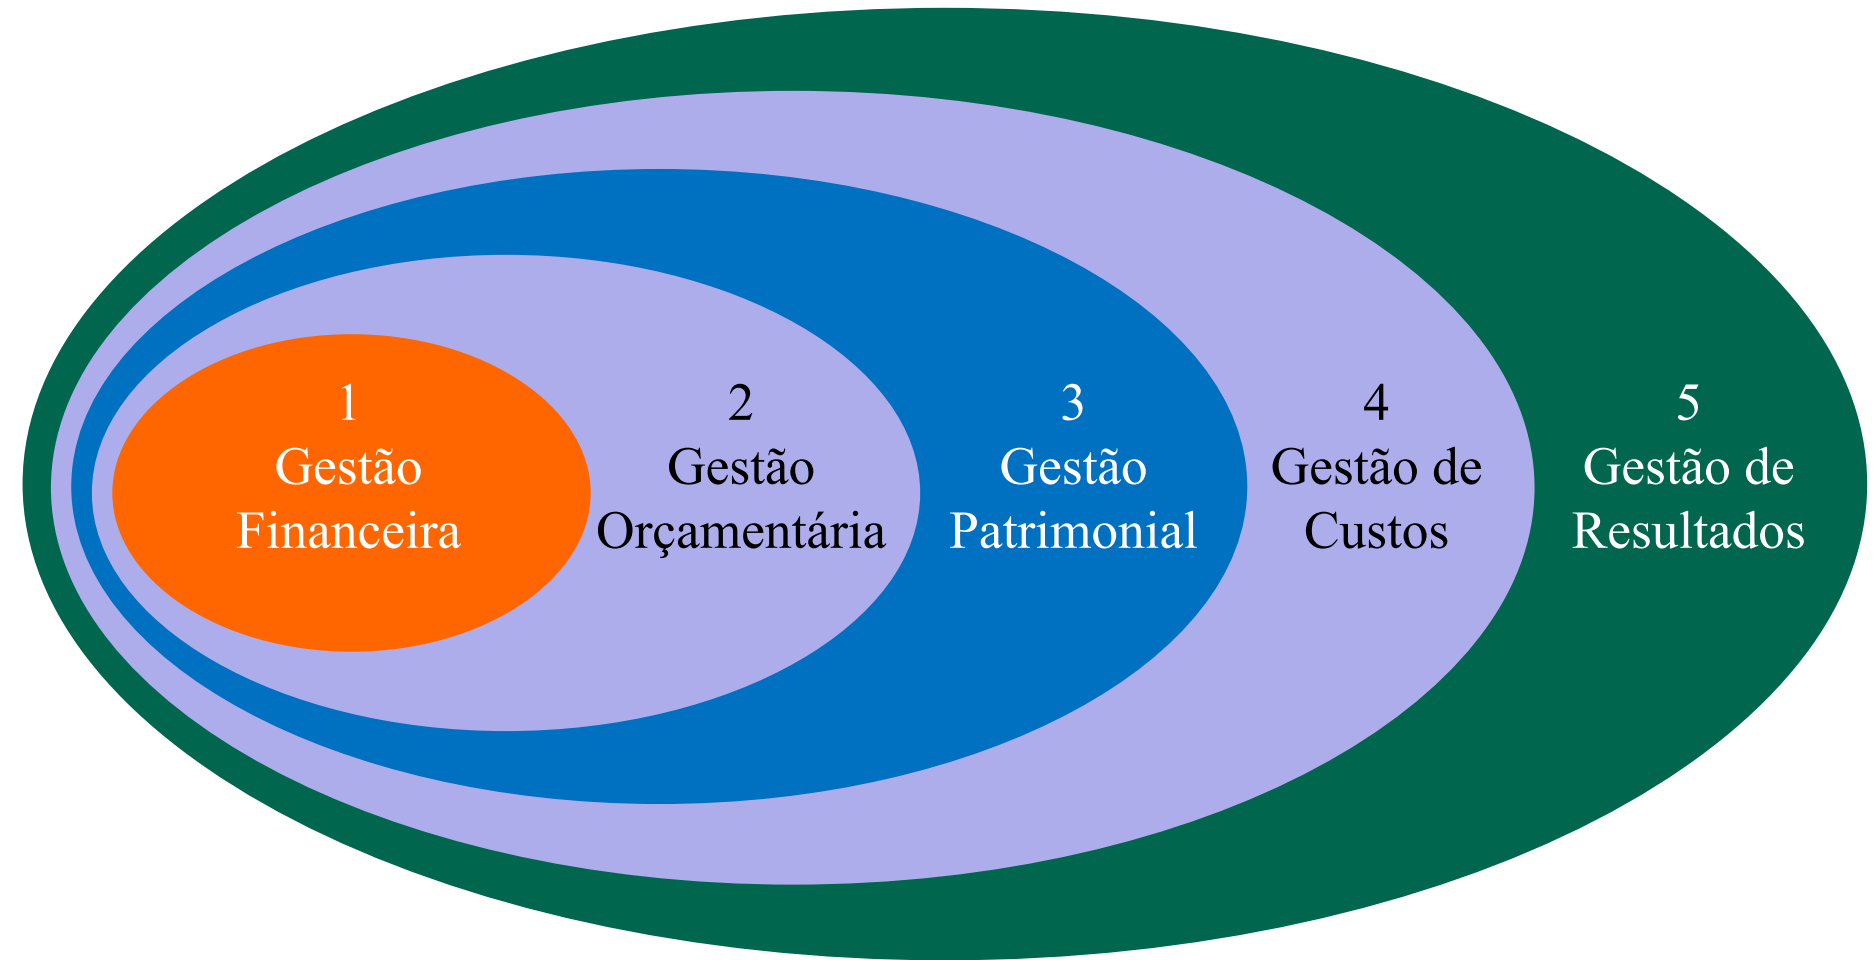 1
Gestão
Financeira
2
Gestão
Orçamentária
3
Gestão
Patrimonial
4
Gestão de
Custos
5
Gestão de
Resultados